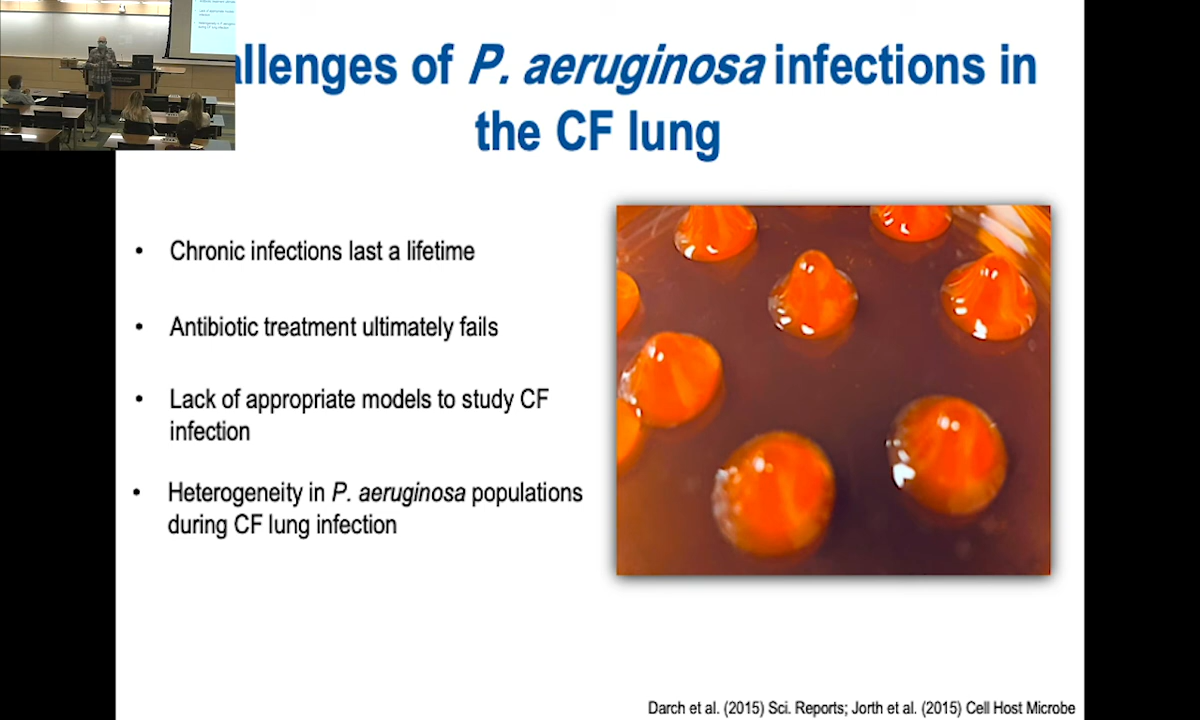 allenges of P. aeruginosa infections in
the CF lung
• Chronic infections last a lifetime
• Antibiotic treatment ultimately fails
• Lack of appropriate models to study CF
infection
• Heterogeneity in P. aeruginosa populations
during CF lung infection
Darch et al. (2015) Sci. Reports; Jorth et al. (2015) Cell Host Microbe